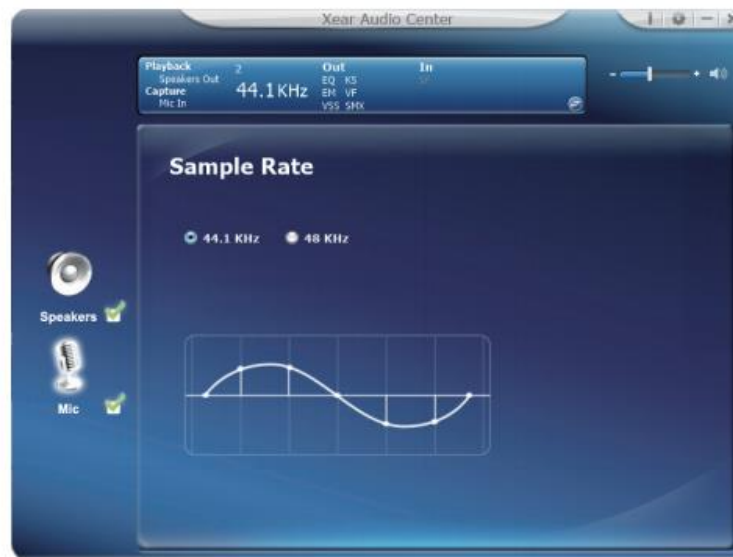 Xear Audio Center
Playback 2 Out In
Speakers Out EQ KS
Capture 44.1KHz EM VF
Mic In VSS SMX
- +
Sample Rate
44.1 KHz 48 KHz
Speakers
Mic